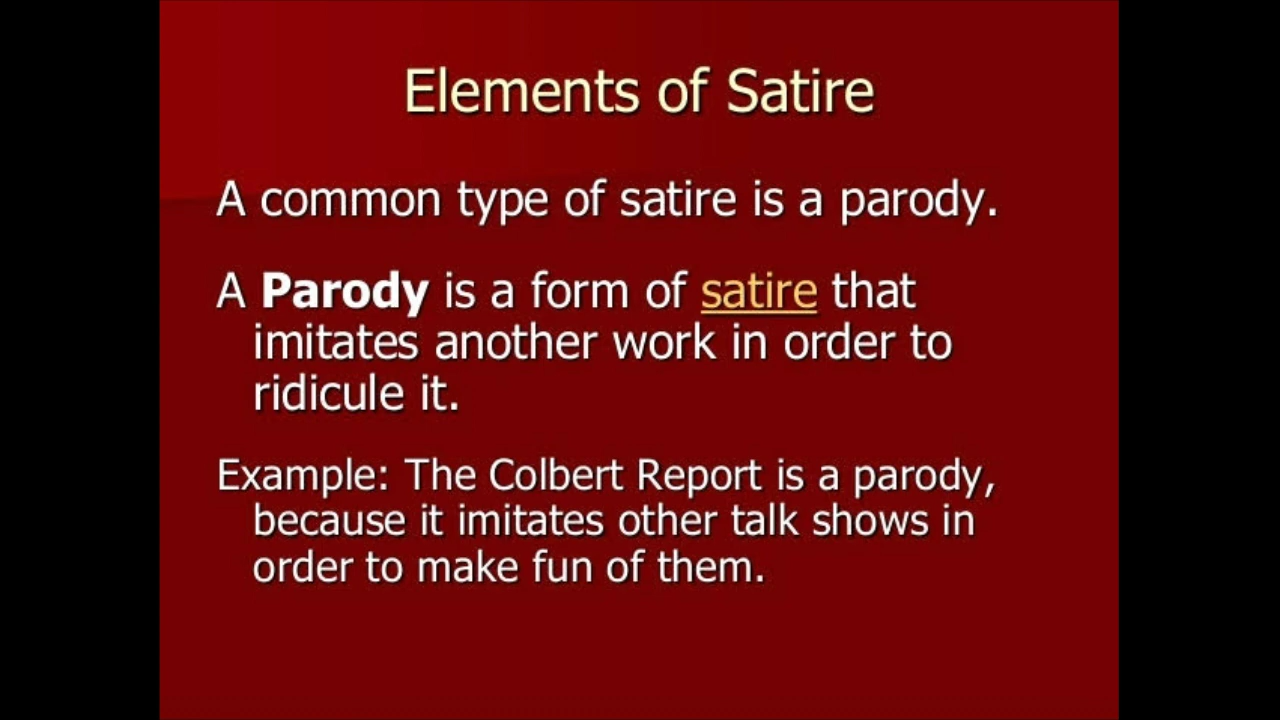 Elements of Satire
A common type of satire is a parody.
A Parody is a form of satire that
imitates another work in order to
ridicule it.
Example: The Colbert Report is a parody,
because it imitates other talk shows in
order to make fun of them.